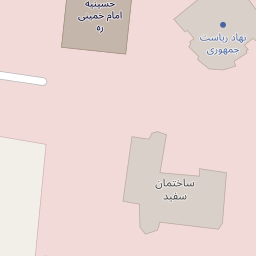 حسینیه
امام خمینی
ره
نهاد ریاست
جمهوری
ساختمان
سفید